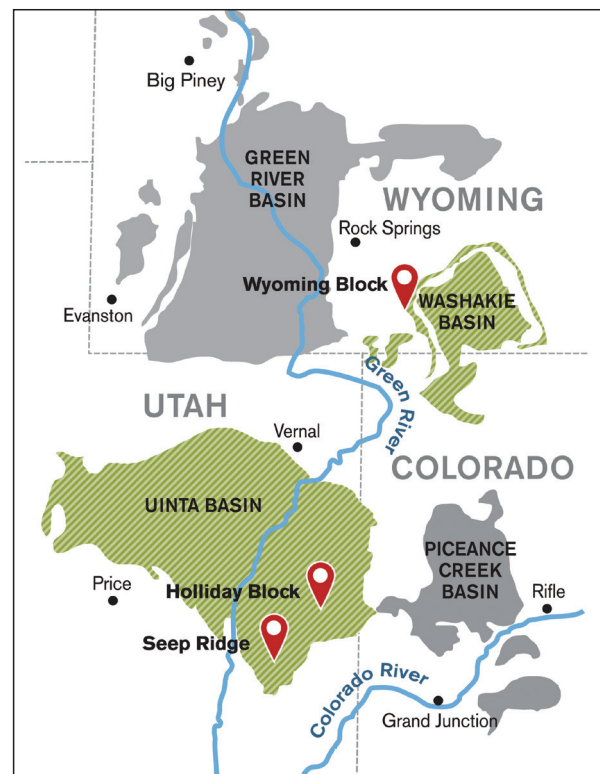 Big Piney
GREEN
RIVER
BASIN
WYOMING
Rock Springs
Wyoming Block
WASHAKIE
BASIN
Evanston
Green River
UTAH
Vernal
COLORADO
UINTA BASIN
PICEANCE
CREEK
BASIN
Price
Holliday Block
Rifle
Seep Ridge
Colorado River
Grand Junction